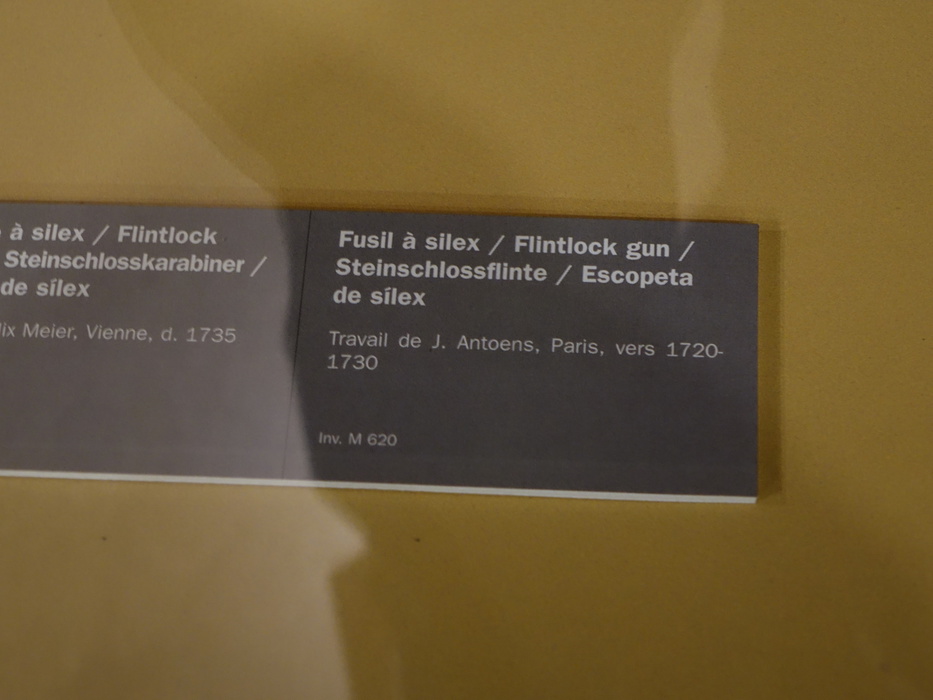 à silex / Flintlock
Steinschlosskarabiner /
de sílex
Meier, Vienne, d. 1735
Fusil à silex / Flintlock gun /
Steinschlossflinte / Escopeta
de sílex
Travail de J. Antoens, Paris, vers 1720-
1730
Inv. M 620